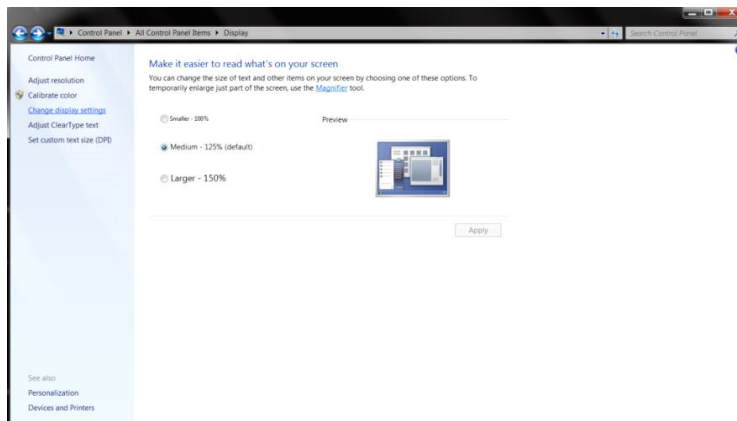 Control Panel ▸ All Control Panel Items ▸ Display
Search Control Panel
Control Panel Home
Adjust resolution
Calibrate color
Change display settings
Adjust ClearType text
Set custom text size (DPI)
Make it easier to read what's on your screen
You can change the size of text and other items on your screen by choosing one of these options. To
temporarily enlarge just part of the screen, use the Magnifier tool.
Smaller - 100%
Preview
Medium - 125% (default)
Larger - 150%
Apply
See also
Personalization
Devices and Printers